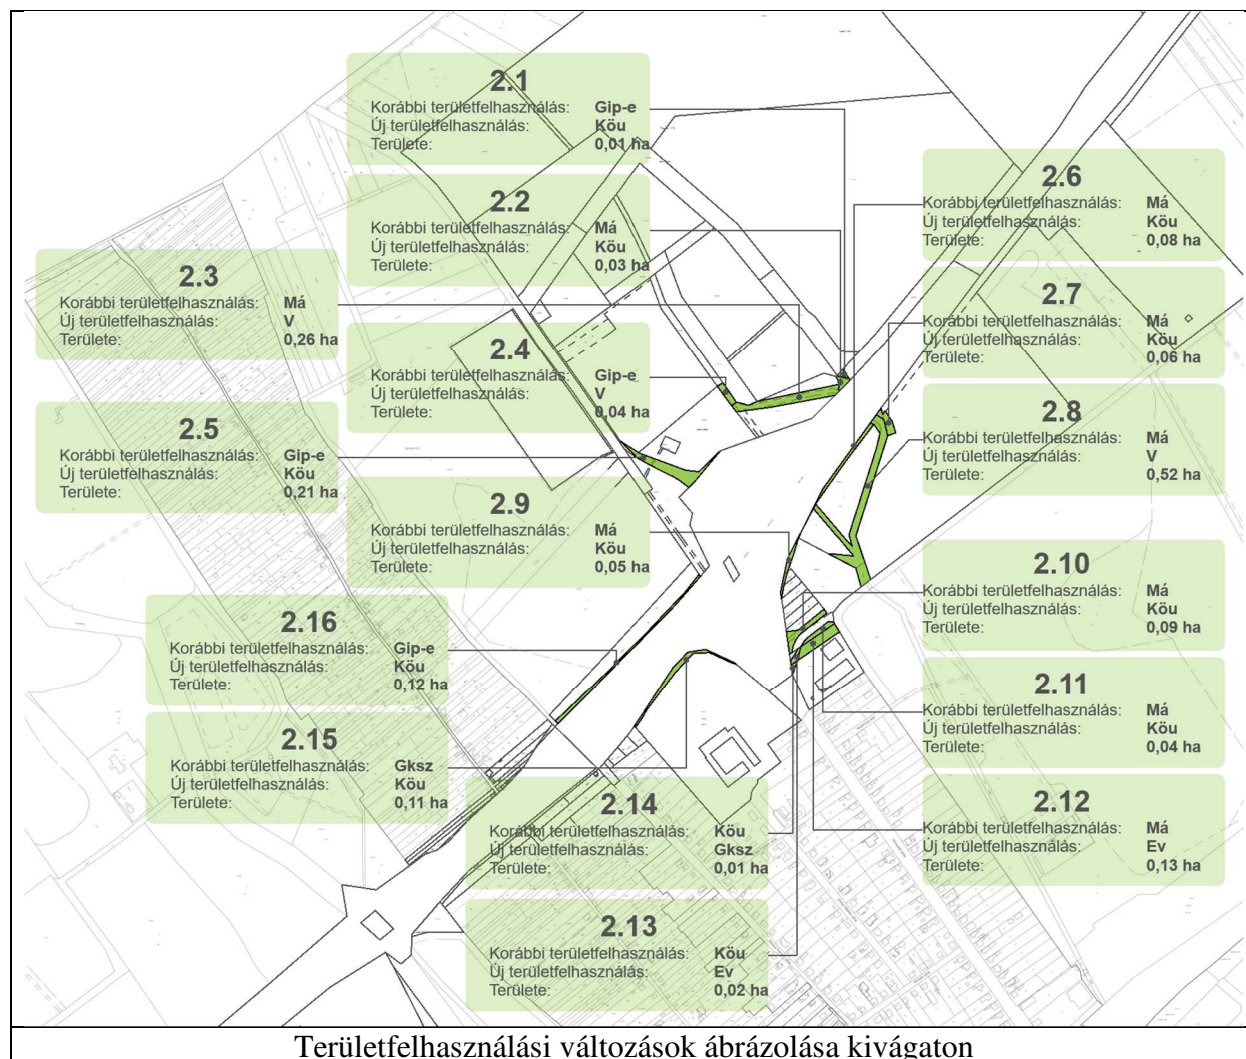 2.1
Korábbi területfelhasználás: Gip-e
Új területfelhasználás: Köu
Területe: 0,01 ha
2.2
Korábbi területfelhasználás: Má
Új területfelhasználás: Köu
Területe: 0,03 ha
2.3
Korábbi területfelhasználás: Má
Új területfelhasználás: V
Területe: 0,26 ha
2.4
Korábbi területfelhasználás: Gip-e
Új területfelhasználás: V
Területe: 0,04 ha
2.5
Korábbi területfelhasználás: Gip-e
Új területfelhasználás: Köu
Területe: 0,21 ha
2.6
Korábbi területfelhasználás: Má
Új területfelhasználás: Köu
Területe: 0,08 ha
2.7
Korábbi területfelhasználás: Má
Új területfelhasználás: Köu
Területe: 0,06 ha
2.8
Korábbi területfelhasználás: Má
Új területfelhasználás: V
Területe: 0,52 ha
2.9
Korábbi területfelhasználás: Má
Új területfelhasználás: Köu
Területe: 0,05 ha
2.10
Korábbi területfelhasználás: Má
Új területfelhasználás: Köu
Területe: 0,09 ha
2.11
Korábbi területfelhasználás: Má
Új területfelhasználás: Köu
Területe: 0,04 ha
2.12
Korábbi területfelhasználás: Má
Új területfelhasználás: Ev
Területe: 0,13 ha
2.16
Korábbi területfelhasználás: Gip-e
Új területfelhasználás: Köu
Területe: 0,12 ha
2.15
Korábbi területfelhasználás: Gksz
Új területfelhasználás: Köu
Területe: 0,11 ha
2.14
Korábbi területfelhasználás: Köu
Új területfelhasználás: Gksz
Területe: 0,01 ha
2.13
Korábbi területfelhasználás: Köu
Új területfelhasználás: Ev
Területe: 0,02 ha
Területfelhasználási változások ábrázolása kivágaton